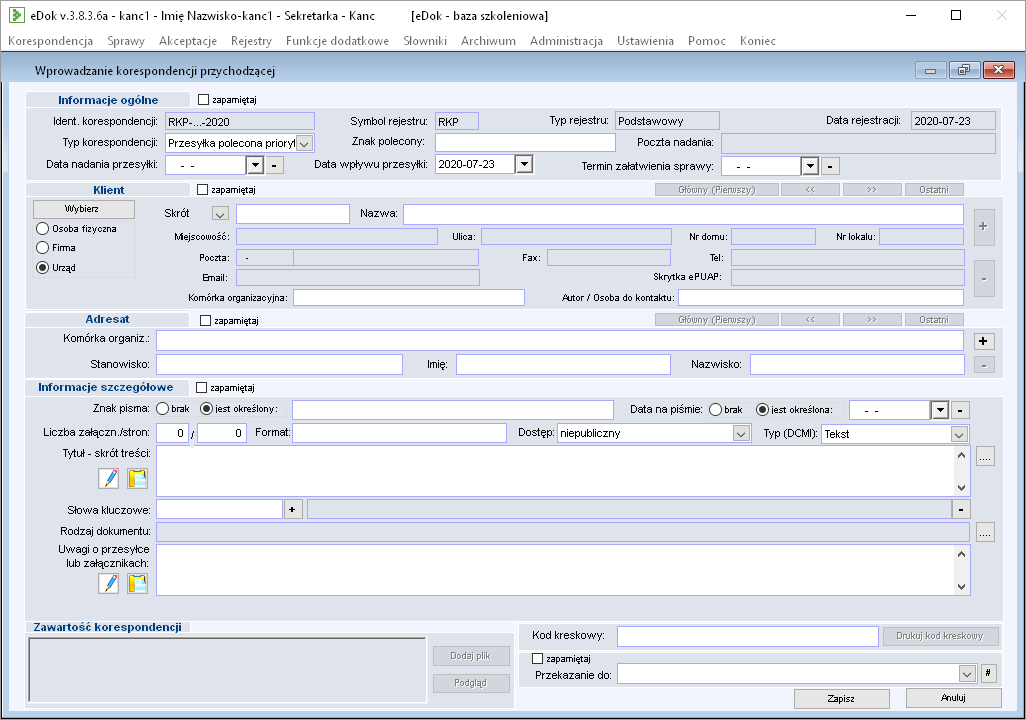 eDok v.3.8.3.6a - kanc1 - Imię Nazwisko-kanc1 - Sekretarka - Kanc [eDok - baza szkoleniowa]
Korespondencja Sprawy Akceptacje Rejestry Funkcje dodatkowe Słowniki Archiwum Administracja Ustawienia Pomoc Koniec
Wprowadzanie korespondencji przychodzącej
Informacje ogólne zapamiętaj
Ident. korespondencji: RKP-...-2020 Symbol rejestru: RKP Typ rejestru: Podstawowy Data rejestracji: 2020-07-23
Typ korespondencji: Przesyłka polecona prioryt Znak polecony: Poczta nadania:
Data nadania przesyłki: - - - Data wpływu przesyłki: 2020-07-23 Termin załatwienia sprawy: - - -
Klient zapamiętaj Główny (Pierwszy) << >> Ostatni
Wybierz Skrót Nazwa: +
Osoba fizyczna Miejscowość: Ulica: Nr domu: Nr lokalu:
Firma Poczta: - Fax: Tel:
Urząd Email: Skrytka ePUAP: -
Komórka organizacyjna: Autor / Osoba do kontaktu:
Adresat zapamiętaj Główny (Pierwszy) << >> Ostatni
Komórka organiz.: +
Stanowisko: Imię: Nazwisko: -
Informacje szczegółowe zapamiętaj
Znak pisma: brak jest określony: Data na piśmie: brak jest określona: - - -
Liczba załączn./stron: 0 / 0 Format: Dostęp: niepubliczny Typ (DCMI): Tekst
Tytuł - skrót treści: ....
Słowa kluczowe: + -
Rodzaj dokumentu: ....
Uwagi o przesyłce
lub załącznikach:
Zawartość korespondencji
Dodaj plik
Podgląd
Kod kreskowy: Drukuj kod kreskowy
zapamiętaj
Przekazanie do: #
Zapisz Anuluj